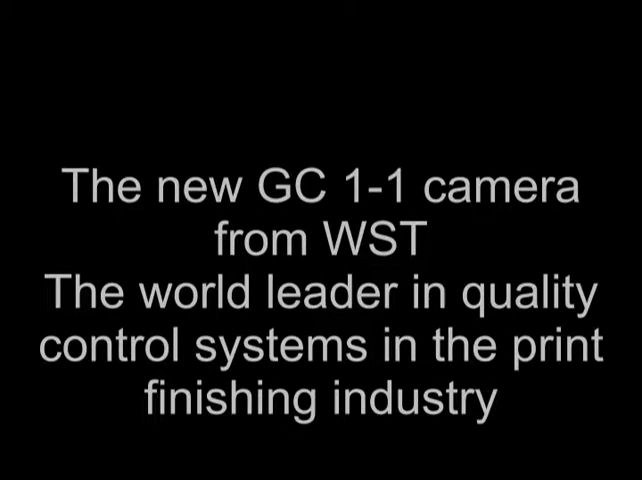 The new GC 1-1 camera
from WST
The world leader in quality
control systems in the print
finishing industry